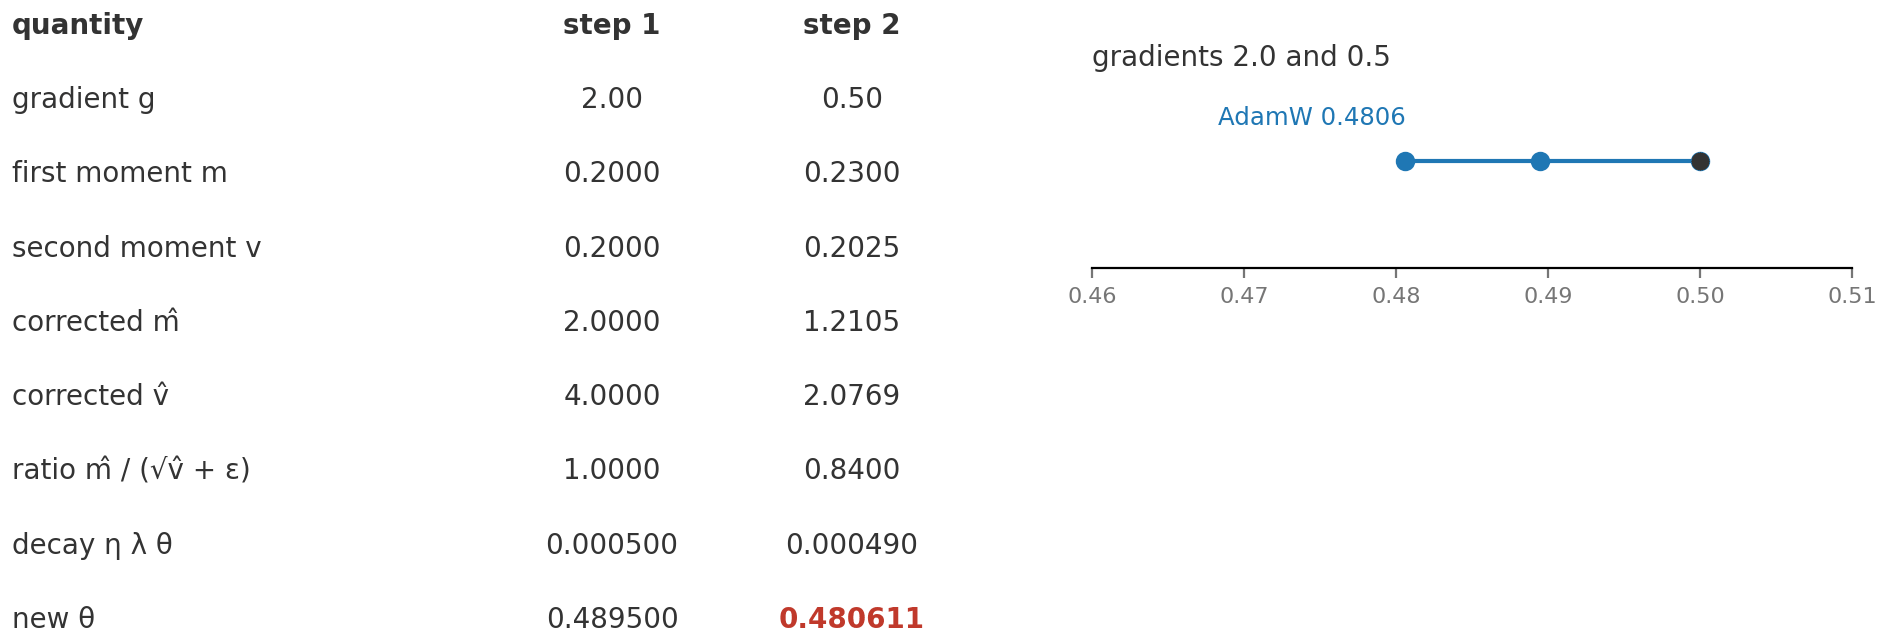 quantity step 1 step 2
gradient g 2.00 0.50
first moment m 0.2000 0.2300
second moment v 0.2000 0.2025
corrected m̂ 2.0000 1.2105
corrected v̂ 4.0000 2.0769
ratio m̂ / (√v̂ + ε) 1.0000 0.8400
decay η λ θ 0.000500 0.000490
new θ 0.489500 0.480611
gradients 2.0 and 0.5
AdamW 0.4806
0.46 0.47 0.48 0.49 0.50 0.51